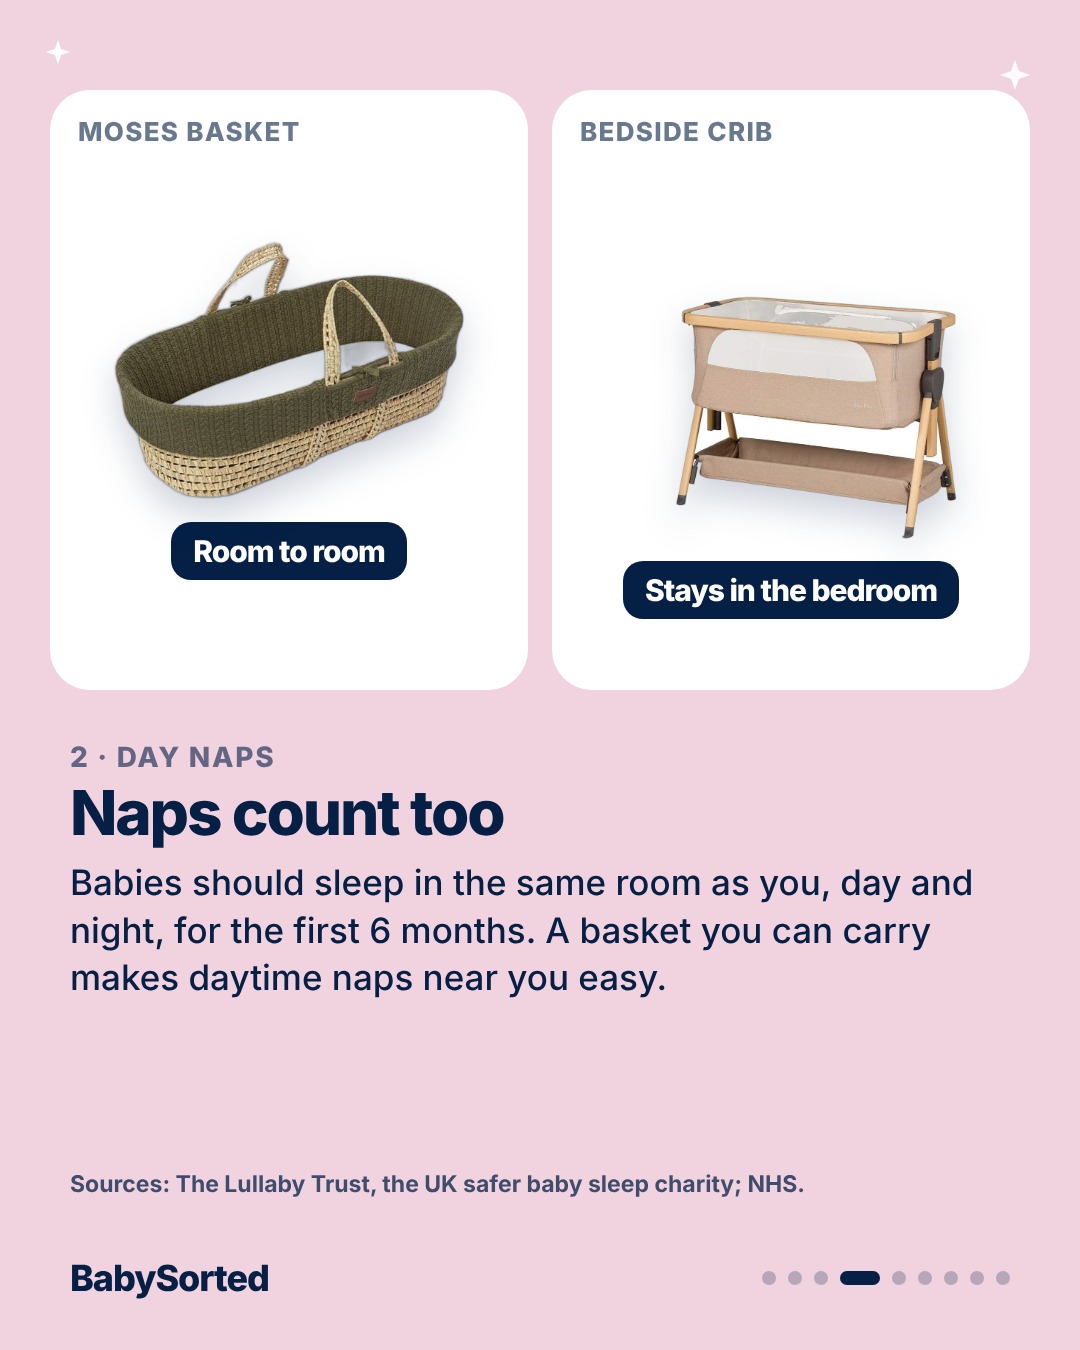 MOSES BASKET
BEDSIDE CRIB
Room to room
Stays in the bedroom
2 · DAY NAPS
Naps count too
Babies should sleep in the same room as you, day and
night, for the first 6 months. A basket you can carry
makes daytime naps near you easy.
Sources: The Lullaby Trust, the UK safer baby sleep charity; NHS.
BabySorted